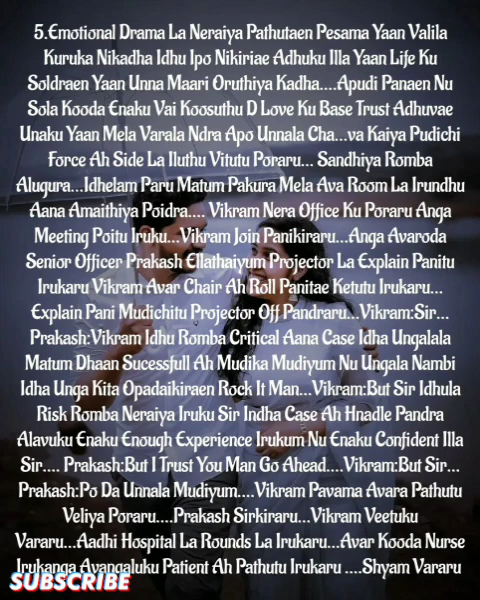 5.Emotional Drama La Neraiya Pathutaen Pesama Yaan Valila
Kuruka Nikadha Idhu Ipo Nikiriae Adhuku Illa Yaan Life Ku
Soldraen Yaan Unna Maari Oruthiya Kadha....Apudi Panaen Nu
Sola Kooda Enaku Vai Koosuthu D Love Ku Base Trust Adhuvae
Unaku Yaan Mela Varala Ndra Apo Unnala Cha...va Kaiya Pudichi
Force Ah Side La Iluthu Vitutu Poraru... Sandhiya Romba
Alugura...Idhelam Paru Matum Pakura Mela Ava Room La Irundhu
Aana Amaithiya Poidra.... Vikram Nera Office Ku Poraru Anga
Meeting Poitu Iruku...Vikram Join Panikiraru...Anga Avaroda
Senior Officer Prakash Ellathaiyum Projector La Explain Panitu
Irukaru Vikram Avar Chair Ah Roll Panitae Ketutu Irukaru...
Explain Pani Mudichitu Projector Off Pandraru...Vikram:Sir...
Prakash:Vikram Idhu Romba Critical Aana Case Idha Ungalala
Matum Dhaan Sucessfull Ah Mudika Mudiyum Nu Ungala Nambi
Idha Unga Kita Opadaikiraen Rock It Man...Vikram:But Sir Idhula
Risk Romba Neraiya Iruku Sir Indha Case Ah Hnadle Pandra
Alavuku Enaku Enough Experience Irukum Nu Enaku Confident Illa
Sir.... Prakash:But I Trust You Man Go Ahead....Vikram:But Sir...
Prakash:Po Da Unnala Mudiyum....Vikram Pavama Avara Pathutu
Veliya Poraru....Prakash Sirkiraru...Vikram Veetuku
Vararu...Aadhi Hospital La Rounds La Irukaru...Avar Kooda Nurse
Irukanga Avangaluku Patient Ah Pathutu Irukaru ....Shyam Vararu
SUBSCRIBE